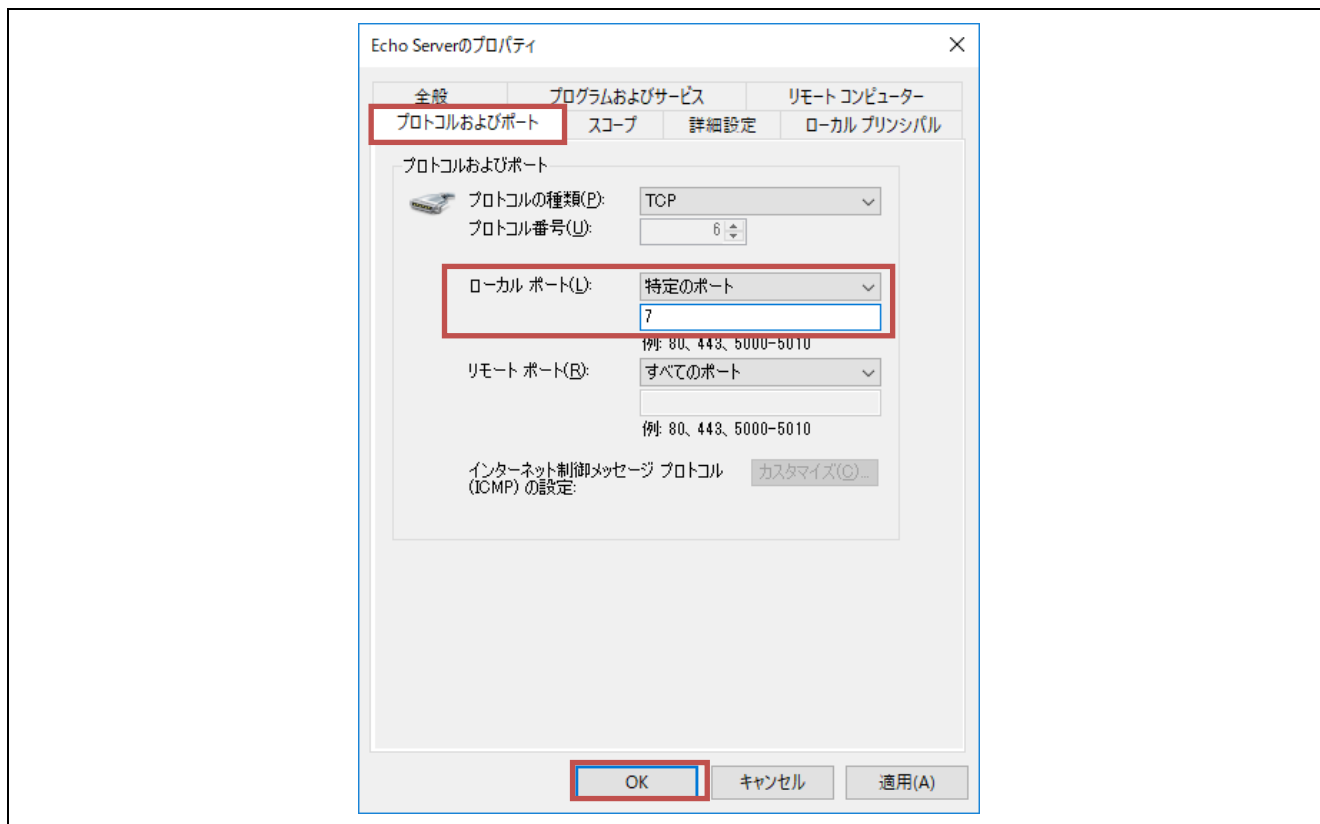 Echo Serverのプロパティ
全般 プログラムおよびサービス リモート コンピューター
プロトコルおよびポート スコープ 詳細設定 ローカル プリンシパル
プロトコルおよびポート
プロトコルの種類(P): TCP
プロトコル番号(U): 6
ローカル ポート(L): 特定のポート
7
例: 80、443、5000-5010
リモート ポート(R): すべてのポート
例: 80、443、5000-5010
インターネット制御メッセージ プロトコル カスタマイズ(C)...
(ICMP) の設定:
OK キャンセル 適用(A)